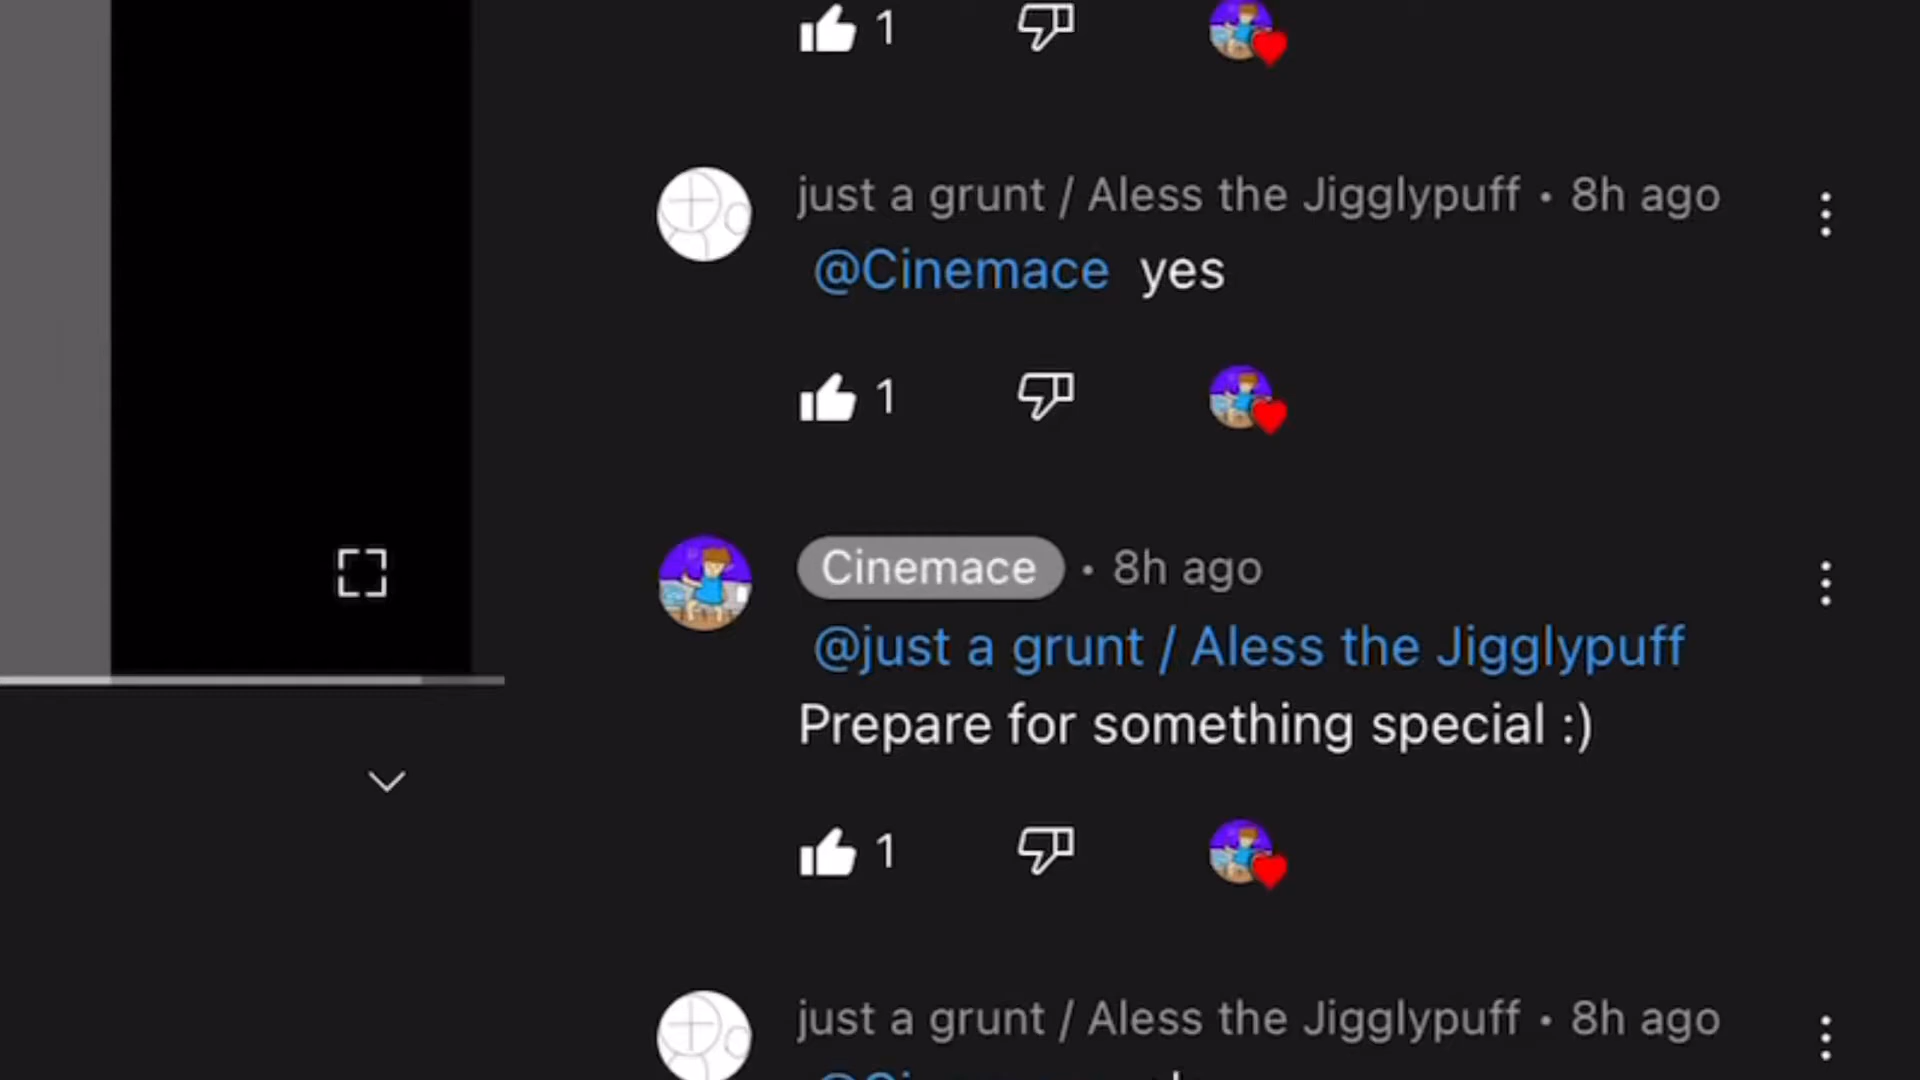 1
just a grunt / Aless the Jigglypuff • 8h ago
@Cinemace yes
1
Cinemace • 8h ago
@just a grunt / Aless the Jigglypuff
Prepare for something special :)
1
just a grunt / Aless the Jigglypuff • 8h ago